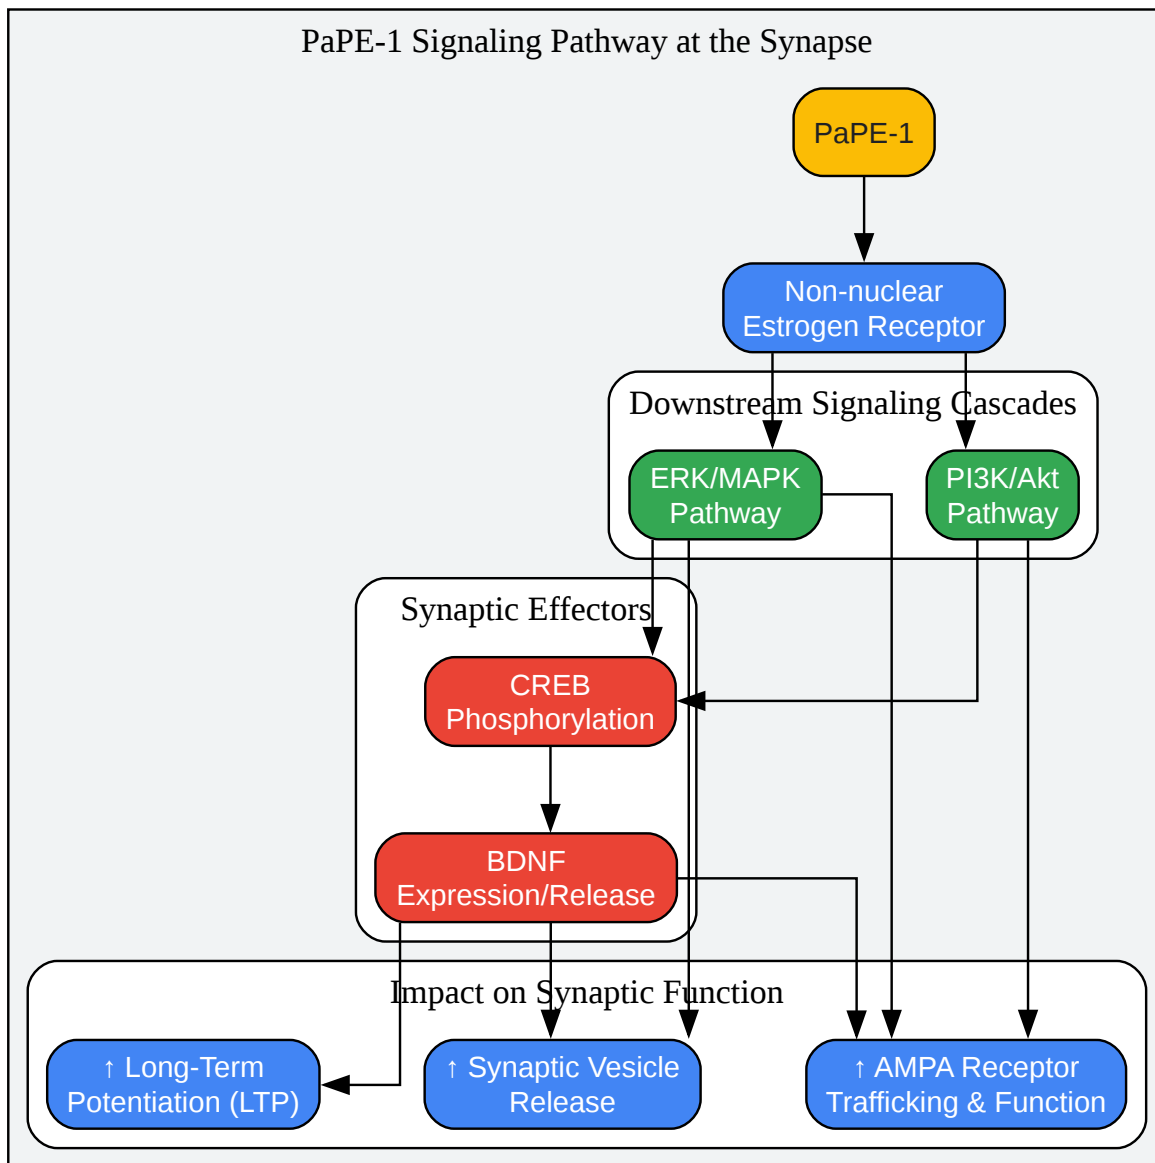 PaPE-1 Signaling Pathway at the Synapse
PaPE-1
Non-nuclear
Estrogen Receptor
Downstream Signaling Cascades
ERK/MAPK
Pathway
PI3K/Akt
Pathway
Synaptic Effectors
CREB
Phosphorylation
BDNF
Expression/Release
Impact on Synaptic Function
↑ Long-Term
Potentiation (LTP)
↑ Synaptic Vesicle
Release
↑ AMPA Receptor
Trafficking & Function